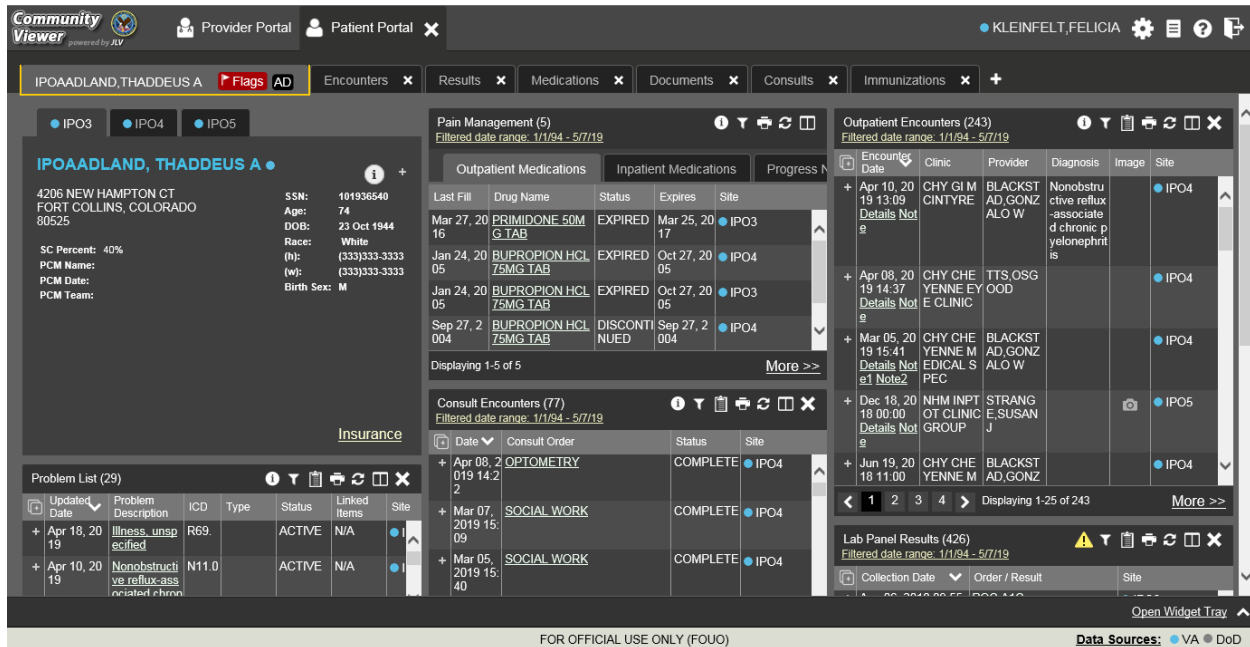 Community
Viewer powered by JLV
Provider Portal
Patient Portal
KLEINFELT,FELICIA
IPOAADLAND,THADDEUS A Flags AD
Encounters
Results
Medications
Documents
Consults
Immunizations
IPO3 IPO4 IPO5
IPOAADLAND, THADDEUS A
4206 NEW HAMPTON CT
FORT COLLINS, COLORADO
80525
SC Percent: 40%
PCM Name:
PCM Date:
PCM Team:
SSN: 101936540
Age: 74
DOB: 23 Oct 1944
Race: White
(h): (333)333-3333
(w): (333)333-3333
Birth Sex: M
Insurance
Problem List (29)
Updated Date Problem Description ICD Type Status Linked Items Site
Apr 18, 20 Illness, unsp R69. ACTIVE N/A
19 ecified
Apr 10, 20 Nonobstructi N11.0 ACTIVE N/A
19 ve reflux-ass
ociated chron
Pain Management (5)
Filtered date range: 1/1/94 - 5/7/19
Outpatient Medications Inpatient Medications Progress N
Last Fill Drug Name Status Expires Site
Mar 27, 20 PRIMIDONE 50M EXPIRED Mar 25, 20 IPO3
16 G TAB 17
Jan 24, 20 BUPROPION HCL EXPIRED Oct 27, 20 IPO4
05 75MG TAB 05
Jan 24, 20 BUPROPION HCL EXPIRED Oct 27, 20 IPO3
05 75MG TAB 05
Sep 27, 2 BUPROPION HCL DISCONTI Sep 27, 2 IPO4
004 75MG TAB NUED 004
Displaying 1-5 of 5 More >>
Consult Encounters (77)
Filtered date range: 1/1/94 - 5/7/19
Date Consult Order Status Site
Apr 08, 2 OPTOMETRY COMPLETE IPO4
019 14:2
2
Mar 07, SOCIAL WORK COMPLETE IPO4
2019 15:
09
Mar 05, SOCIAL WORK COMPLETE IPO4
2019 15:
40
Outpatient Encounters (243)
Filtered date range: 1/1/94 - 5/7/19
Encounter Date Clinic Provider Diagnosis Image Site
Apr 10, 20 CHY GI M BLACKST Nonobstru IPO4
19 13:09 CINTYRE AD,GONZ ctive reflux
Details Not ALO W -associate
e d chronic p
yelonephrit
is
Apr 08, 20 CHY CHE TTS,OSG IPO4
19 14:37 YENNE EY OOD
Details Not E CLINIC
e
Mar 05, 20 CHY CHE BLACKST IPO4
19 15:41 YENNE M AD,GONZ
Details Not EDICAL S ALO W
e1 Note2 PEC
Dec 18, 20 NHM INPT STRANG IPO5
18 00:00 OT CLINIC E,SUSAN
Details Not GROUP J
e
Jun 19, 20 CHY CHE BLACKST IPO4
18 11:00 YENNE M AD,GONZ
1 2 3 4 Displaying 1-25 of 243 More >>
Lab Panel Results (426)
Filtered date range: 1/1/94 - 5/7/19
Collection Date Order / Result Site
Open Widget Tray
FOR OFFICIAL USE ONLY (FOUO)
Data Sources: VA DoD